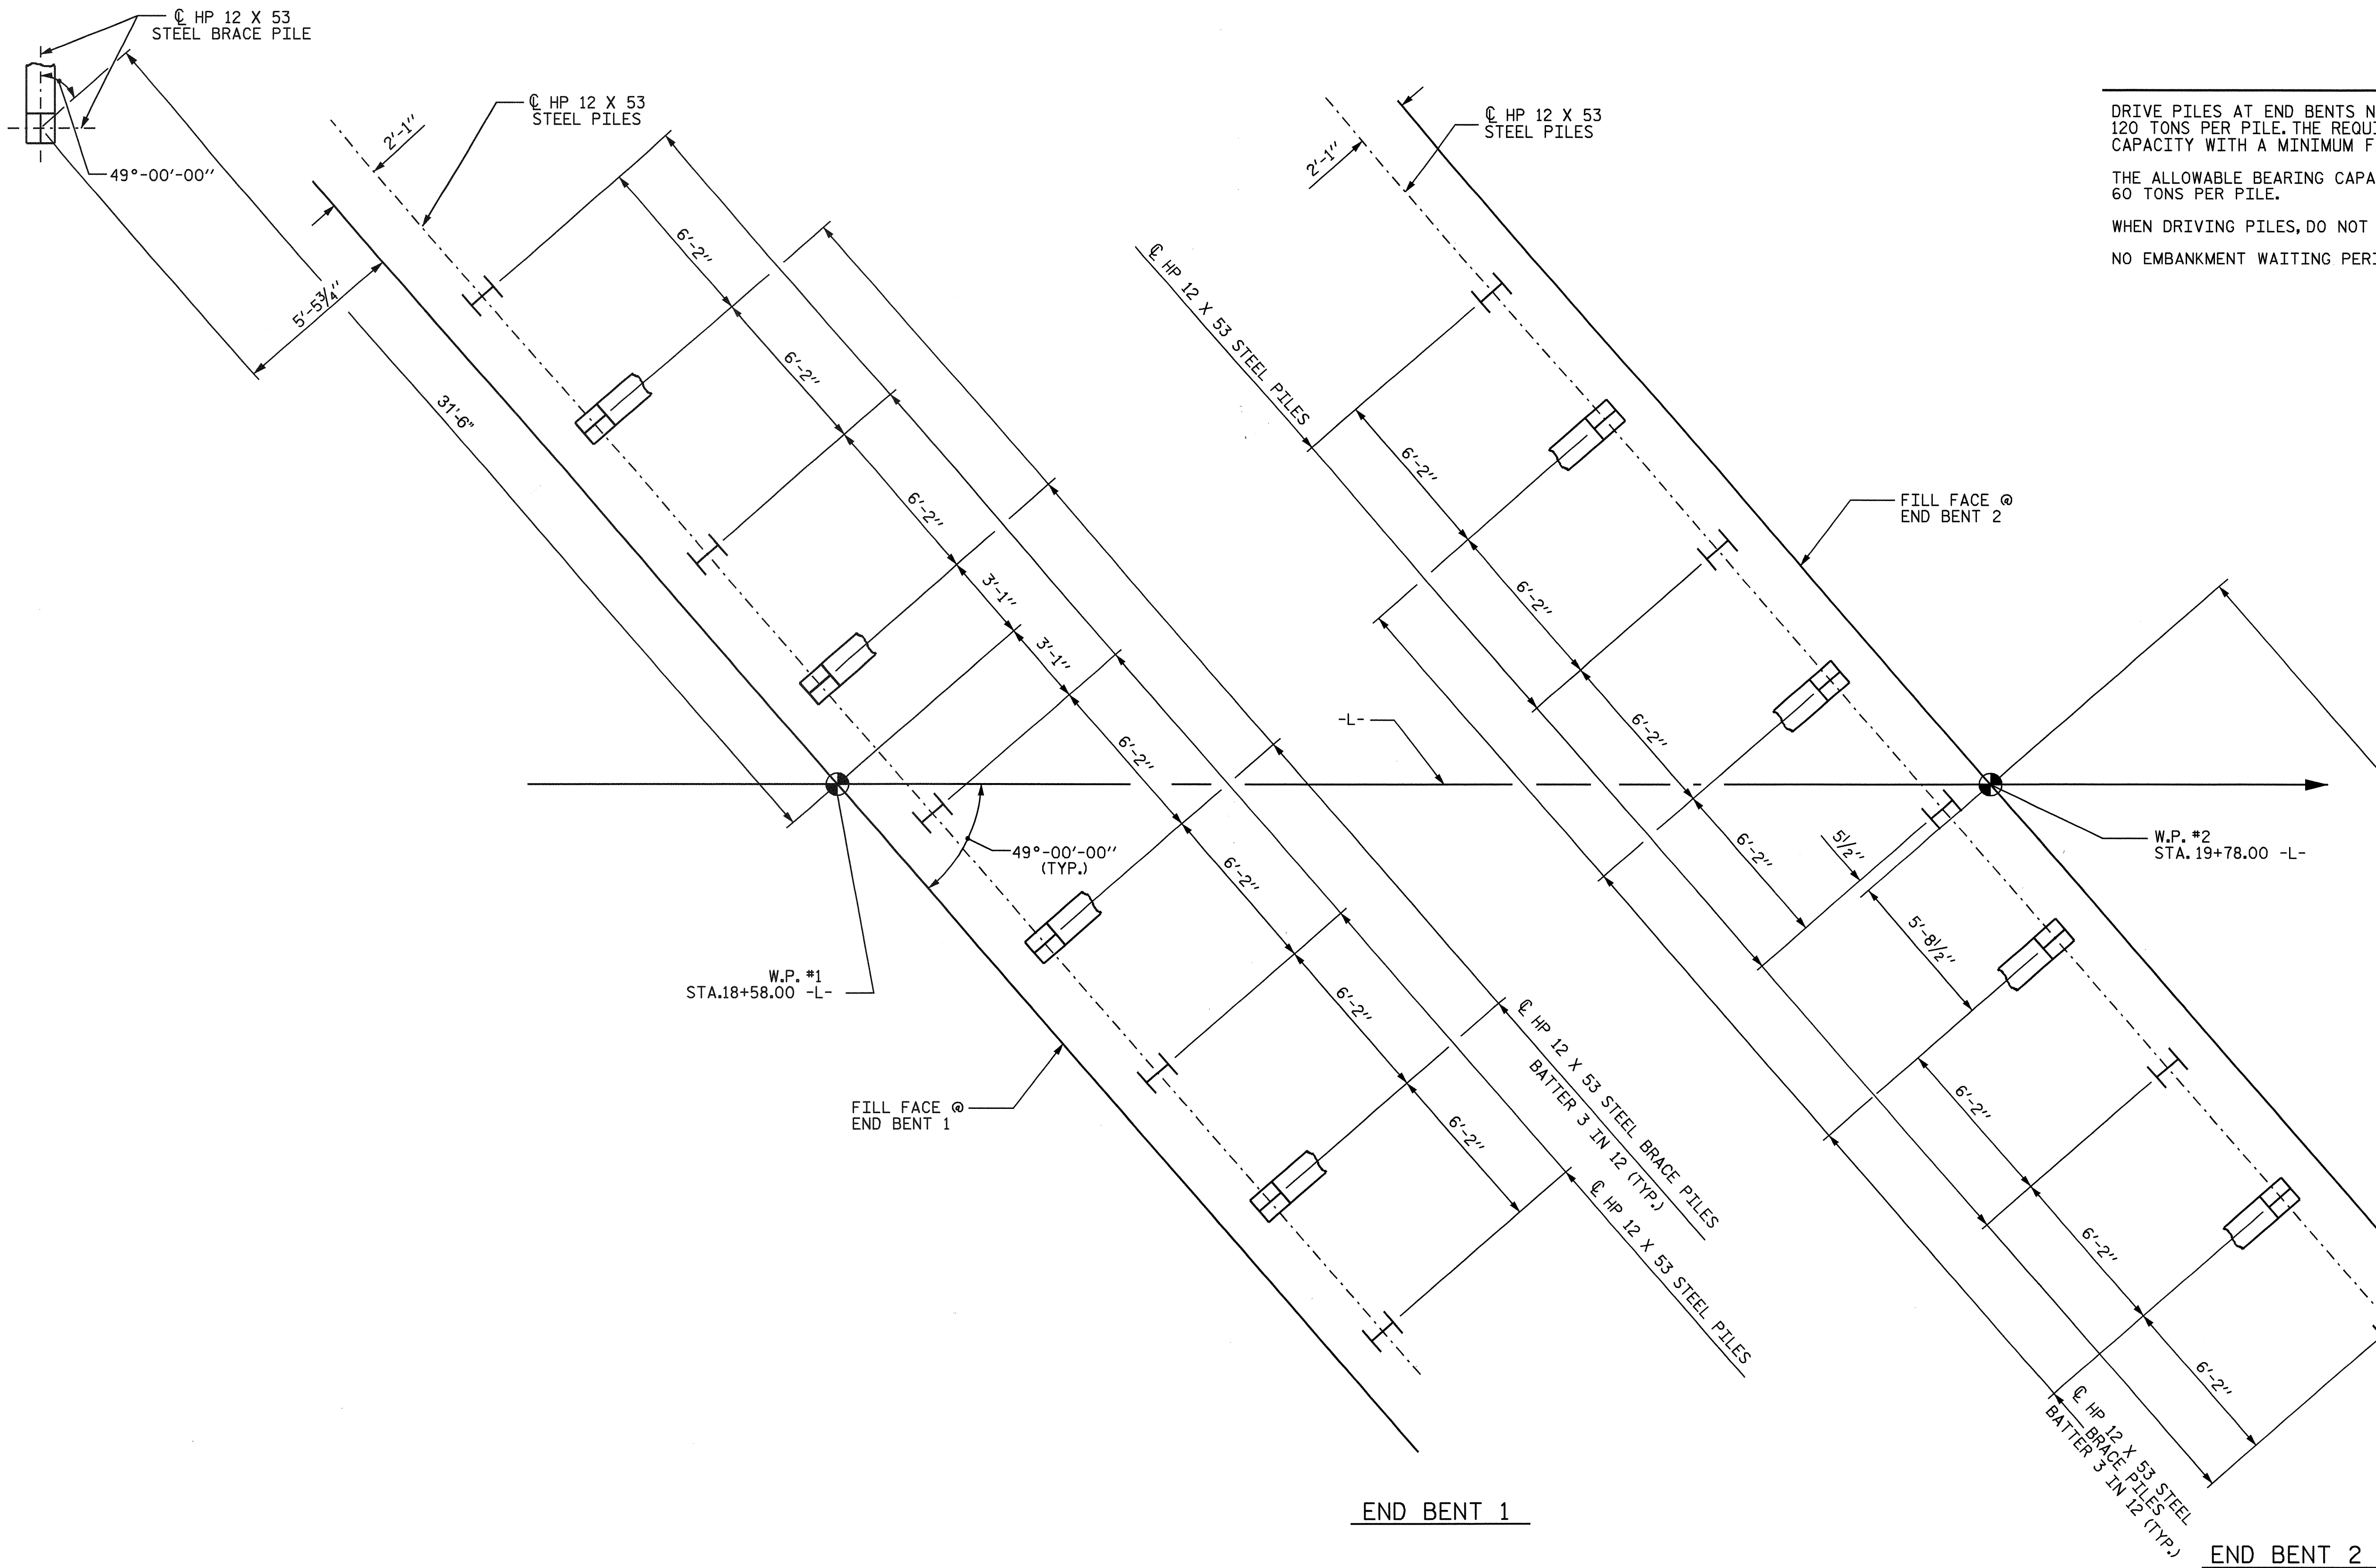 ℄ HP 12 X 53
STEEL BRACE PILE
49°-00'-00"
5'-5¾"
31'-6"
2'-1"
℄ HP 12 X 53
STEEL PILES
6'-2"
6'-2"
6'-2"
3'-1"
3'-1"
6'-2"
6'-2"
6'-2"
6'-2"
49°-00'-00"
(TYP.)
W.P. #1
STA.18+58.00 -L-
FILL FACE @
END BENT 1
℄ HP 12 X 53 STEEL BRACE PILES
BATTER 3 IN 12 (TYP.)
℄ HP 12 X 53 STEEL PILES
END BENT 1
2'-1"
℄ HP 12 X 53
STEEL PILES
℄ HP 12 X 53 STEEL PILES
6'-2"
6'-2"
6'-2"
6'-2"
5½"
5'-8½"
6'-2"
6'-2"
6'-2"
-L-
FILL FACE @
END BENT 2
W.P. #2
STA. 19+78.00 -L-
℄ HP 12 X 53 STEEL
BRACE PILES
BATTER 3 IN 12 (TYP.)
END BENT 2
DRIVE PILES AT END BENTS
120 TONS PER PILE. THE
CAPACITY WITH A MINIMUM
THE ALLOWABLE BEARING
60 TONS PER PILE.
WHEN DRIVING PILES, DO NOT
NO EMBANKMENT WAITING